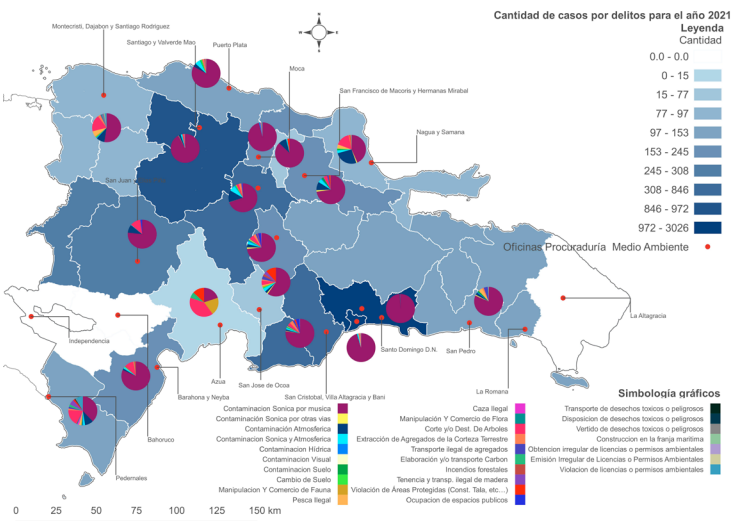 Cantidad de casos por delitos para el año 2021
Leyenda
Cantidad
0.0 - 0.0
0 - 15
15 - 77
77 - 97
97 - 153
153 - 245
245 - 308
308 - 846
846 - 972
972 - 3026
Oficinas Procuraduría Medio Ambiente
Montecristi, Dajabon y Santiago Rodriguez
Santiago y Valverde Mao
Puerto Plata
Moca
San Francisco de Macoris y Hermanas Mirabal
Nagua y Samana
San Juan
Independencia
Bahoruco
Pedernales
Barahona y Neyba
Azua
San Jose de Ocoa
San Cristobal, Villa Altagracia y Bani
Santo Domingo D.N.
San Pedro
La Romana
La Altagracia
N
W
E
S
Simbología gráficos
Contaminacion Sonica por musica
Contaminación Sonica por otras vias
Contaminación Atmosferica
Contaminacion Sonica y Atmosferica
Contaminacion Hídrica
Contaminacion Visual
Contaminacion Suelo
Cambio de Suelo
Manipulacion Y Comercio de Fauna
Pesca Ilegal
Caza Ilegal
Manipulación Y Comercio de Flora
Corte y/o Dest. De Arboles
Extracción de Agregados de la Corteza Terrestre
Transporte ilegal de agregados
Elaboración y/o transporte Carbon
Incendios forestales
Tenencia y transp. ilegal de madera
Violación de Áreas Protegidas (Const. Tala, etc…)
Ocupacion de espacios publicos
Transporte de desechos toxicos o peligrosos
Disposicion de desechos toxicos o peligrosos
Vertido de desechos toxicos o peligrosos
Construccion en la franja maritima
Obtencion irregular de licencias o permisos ambientales
Emisión Irregular de Licencias o Permisos Ambientales
Violacion de licencias o permisos ambientales
0 25 50 75 100 125 150 km